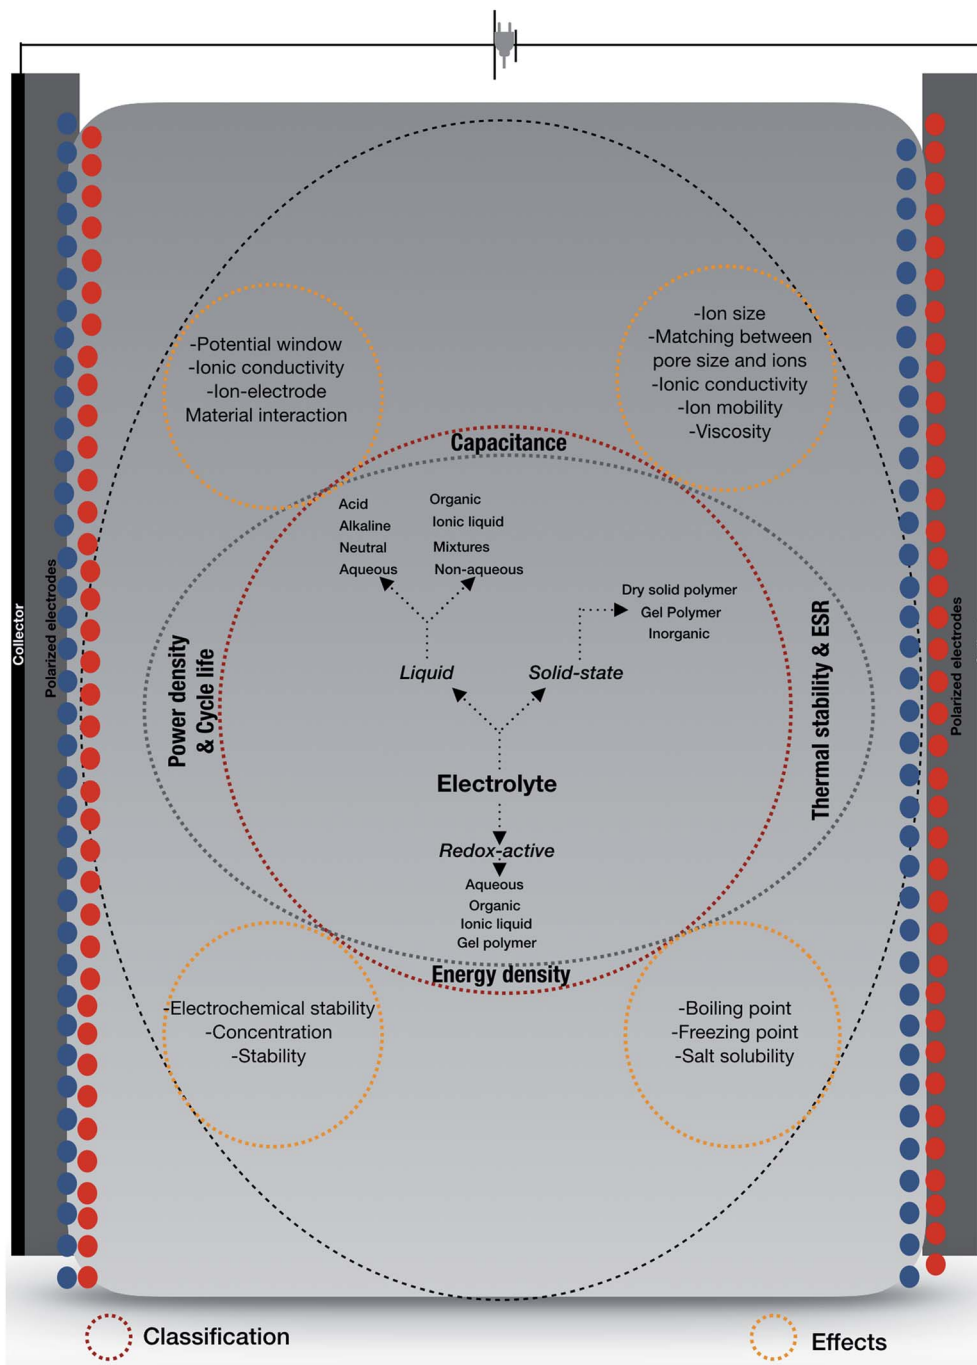 -Potential window
-Ionic conductivity
-Ion-electrode
Material interaction
-Ion size
-Matching between
pore size and ions
-Ionic conductivity
-Ion mobility
-Viscosity
Capacitance
Acid
Alkaline
Neutral
Aqueous
Organic
Ionic liquid
Mixtures
Non-aqueous
Dry solid polymer
Gel Polymer
Inorganic
Collector
Polarized electrodes
Power density
& Cycle life
Liquid
Solid-state
Thermal stability & ESR
Polarized electrodes
Electrolyte
Redox-active
Aqueous
Organic
Ionic liquid
Gel polymer
Energy density
-Electrochemical stability
-Concentration
-Stability
-Boiling point
-Freezing point
-Salt solubility
Classification
Effects